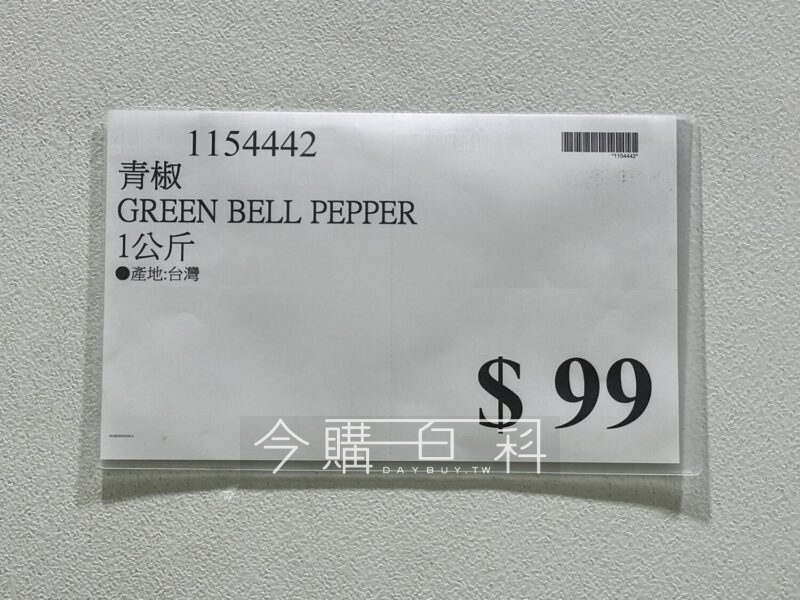 1154442
*1154442*
青椒
GREEN BELL PEPPER
1公斤
●產地:台灣
$ 99
今購百科
DAYBUY.TW